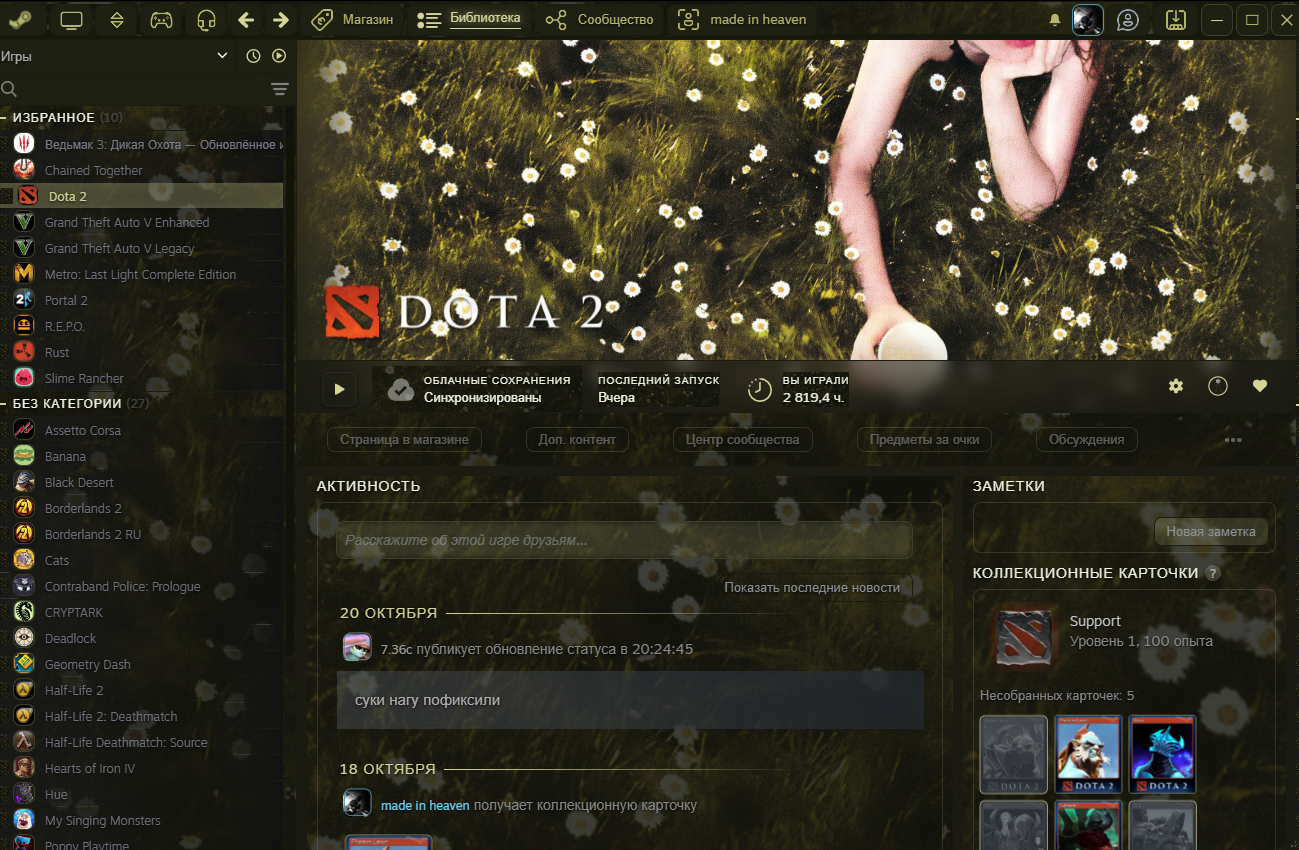 Магазин
Библиотека
Сообщество
made in heaven
Игры
ИЗБРАННОЕ (10)
Ведьмак 3: Дикая Охота — Обновлённое и
Chained Together
Dota 2
Grand Theft Auto V Enhanced
Grand Theft Auto V Legacy
Metro: Last Light Complete Edition
Portal 2
R.E.P.O.
Rust
Slime Rancher
БЕЗ КАТЕГОРИИ (27)
Assetto Corsa
Banana
Black Desert
Borderlands 2
Borderlands 2 RU
Cats
Contraband Police: Prologue
CRYPTARK
Deadlock
Geometry Dash
Half-Life 2
Half-Life 2: Deathmatch
Half-Life Deathmatch: Source
Hearts of Iron IV
Hue
My Singing Monsters
Poppy Playtime
DOTA 2
ОБЛАЧНЫЕ СОХРАНЕНИЯ
Синхронизированы
ПОСЛЕДНИЙ ЗАПУСК
Вчера
ВЫ ИГРАЛИ
2 819,4 ч.
Страница в магазине
Доп. контент
Центр сообщества
Предметы за очки
Обсуждения
АКТИВНОСТЬ
Расскажите об этой игре друзьям...
Показать последние новости
20 ОКТЯБРЯ
7.36c публикует обновление статуса в 20:24:45
суки нагу пофиксили
18 ОКТЯБРЯ
made in heaven получает коллекционную карточку
ЗАМЕТКИ
Новая заметка
КОЛЛЕКЦИОННЫЕ КАРТОЧКИ ?
Support
Уровень 1, 100 опыта
Несобранных карточек: 5
DOTA 2
DOTA 2
DOTA 2